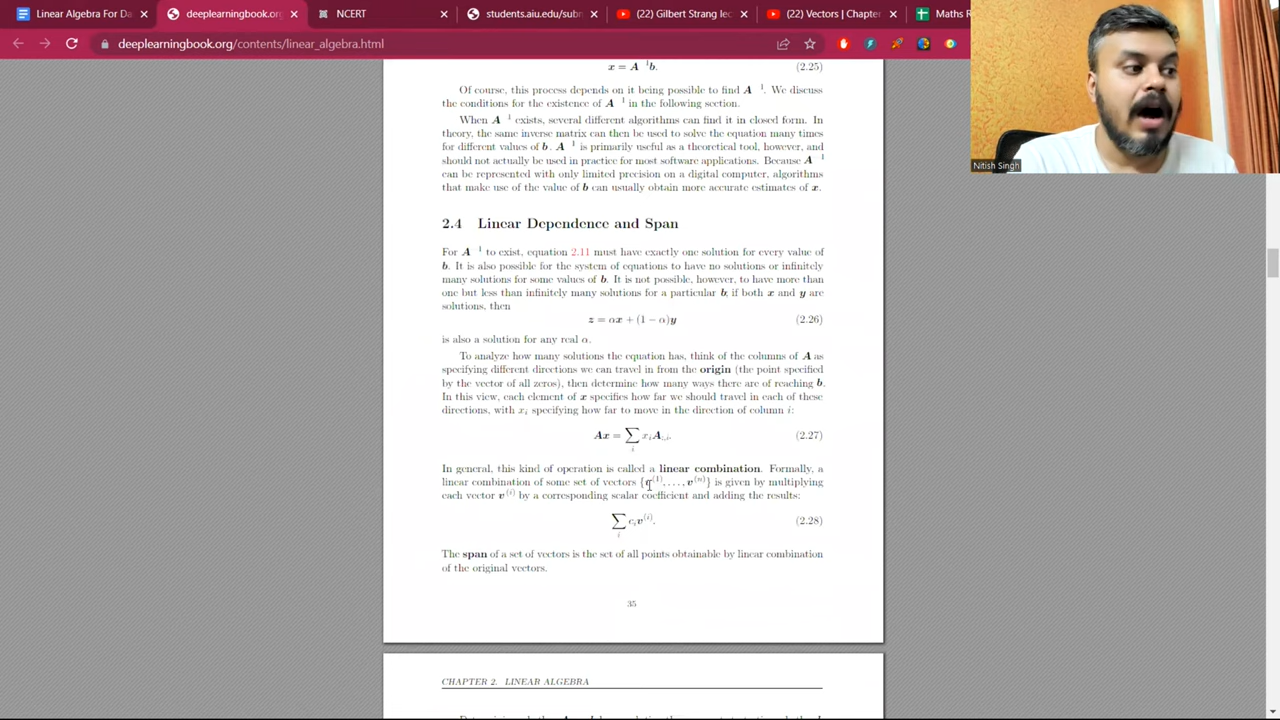 Linear Algebra For Da
deeplearningbook.org
NCERT
students.aiu.edu/subm
(22) Gilbert Strang lec
(22) Vectors | Chapter
Maths R
deeplearningbook.org/contents/linear_algebra.html
Nitish Singh
x = A ¹b. (2.25)
Of course, this process depends on it being possible to find A ¹. We discuss
the conditions for the existence of A ¹ in the following section.
When A ¹ exists, several different algorithms can find it in closed form. In
theory, the same inverse matrix can then be used to solve the equation many times
for different values of b. A ¹ is primarily useful as a theoretical tool, however, and
should not actually be used in practice for most software applications. Because A ¹
can be represented with only limited precision on a digital computer, algorithms
that make use of the value of b can usually obtain more accurate estimates of x.
2.4 Linear Dependence and Span
For A ¹ to exist, equation 2.11 must have exactly one solution for every value of
b. It is also possible for the system of equations to have no solutions or infinitely
many solutions for some values of b. It is not possible, however, to have more than
one but less than infinitely many solutions for a particular b; if both x and y are
solutions, then
z = αx + (1 − α)y (2.26)
is also a solution for any real α.
To analyze how many solutions the equation has, think of the columns of A as
specifying different directions we can travel in from the origin (the point specified
by the vector of all zeros), then determine how many ways there are of reaching b.
In this view, each element of x specifies how far we should travel in each of these
directions, with xᵢ specifying how far to move in the direction of column i:
Ax = ∑ᵢ xᵢA:,ᵢ. (2.27)
In general, this kind of operation is called a linear combination. Formally, a
linear combination of some set of vectors {v⁽¹⁾, . . . , v⁽ⁿ⁾} is given by multiplying
each vector v⁽ⁱ⁾ by a corresponding scalar coefficient and adding the results:
∑ᵢ cᵢv⁽ⁱ⁾. (2.28)
The span of a set of vectors is the set of all points obtainable by linear combination
of the original vectors.
35
CHAPTER 2. LINEAR ALGEBRA